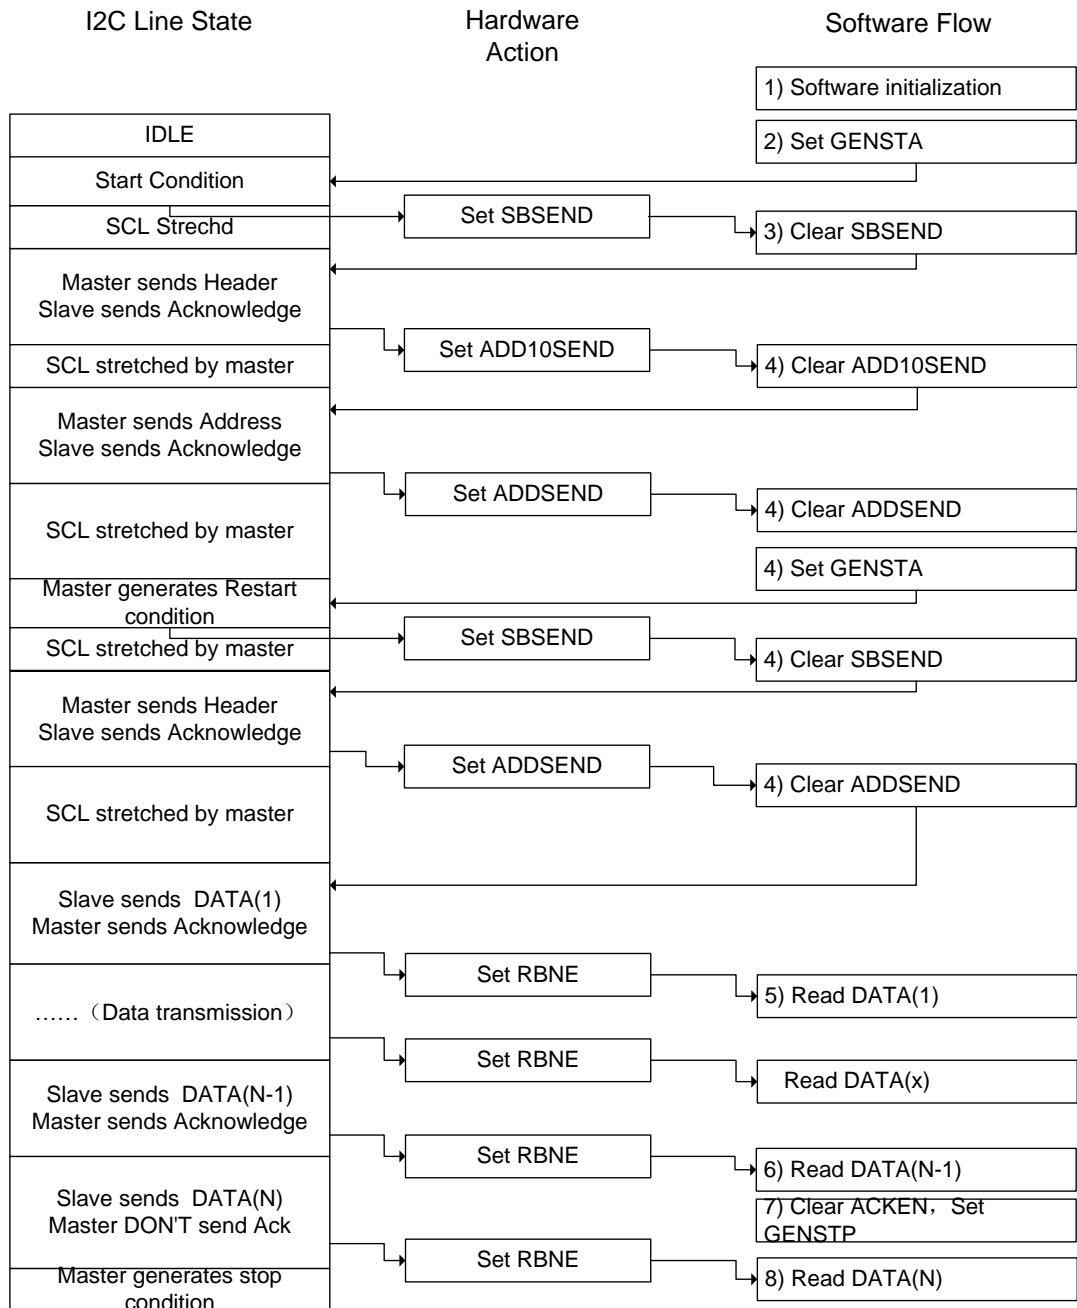 I2C Line State
Hardware
Action
Software Flow
1) Software initialization
IDLE
2) Set GENSTA
Start Condition
Set SBSEND
SCL Strechd
3) Clear SBSEND
Master sends Header
Slave sends Acknowledge
Set ADD10SEND
SCL stretched by master
4) Clear ADD10SEND
Master sends Address
Slave sends Acknowledge
Set ADDSEND
4) Clear ADDSEND
SCL stretched by master
4) Set GENSTA
Master generates Restart
condition
Set SBSEND
SCL stretched by master
4) Clear SBSEND
Master sends Header
Slave sends Acknowledge
Set ADDSEND
4) Clear ADDSEND
SCL stretched by master
Slave sends DATA(1)
Master sends Acknowledge
Set RBNE
5) Read DATA(1)
……（Data transmission）
Set RBNE
Read DATA(x)
Slave sends DATA(N-1)
Master sends Acknowledge
Set RBNE
6) Read DATA(N-1)
Slave sends DATA(N)
Master DON'T send Ack
7) Clear ACKEN，Set
GENSTP
Set RBNE
8) Read DATA(N)
Master generates stop
condition